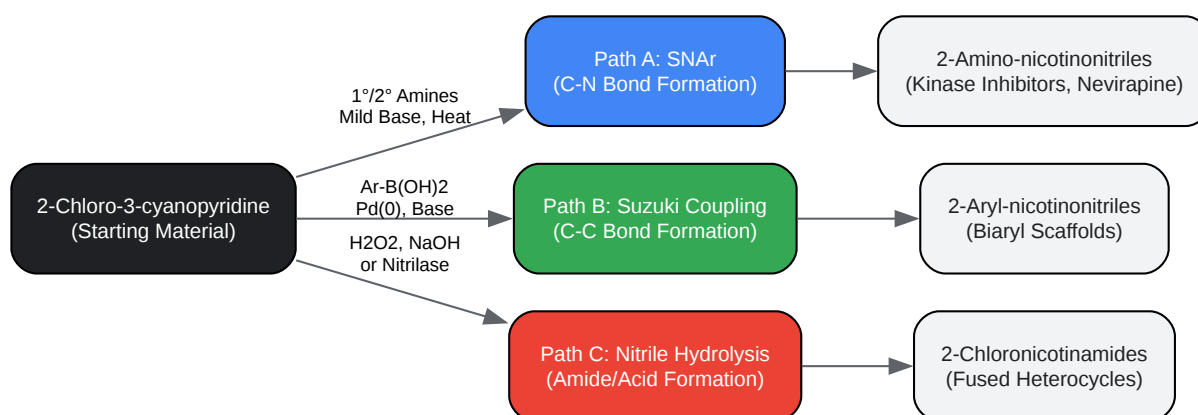 Path A: SNAr
(C-N Bond Formation)
2-Amino-nicotinonitriles
(Kinase Inhibitors, Nevirapine)
1°/2° Amines
Mild Base, Heat
2-Chloro-3-cyanopyridine
(Starting Material)
Ar-B(OH)2
Pd(0), Base
Path B: Suzuki Coupling
(C-C Bond Formation)
2-Aryl-nicotinonitriles
(Biaryl Scaffolds)
H2O2, NaOH
or Nitrilase
Path C: Nitrile Hydrolysis
(Amide/Acid Formation)
2-Chloronicotinamides
(Fused Heterocycles)